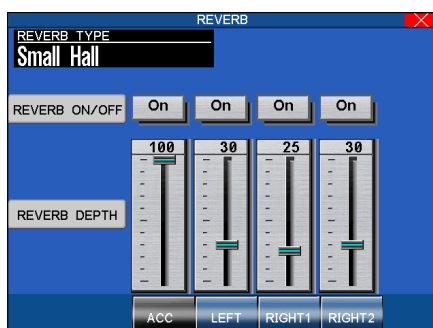 REVERB
REVERB TYPE
Small Hall
REVERB ON/OFF On On On On
100 30 25 30
REVERB DEPTH
ACC LEFT RIGHT1 RIGHT2